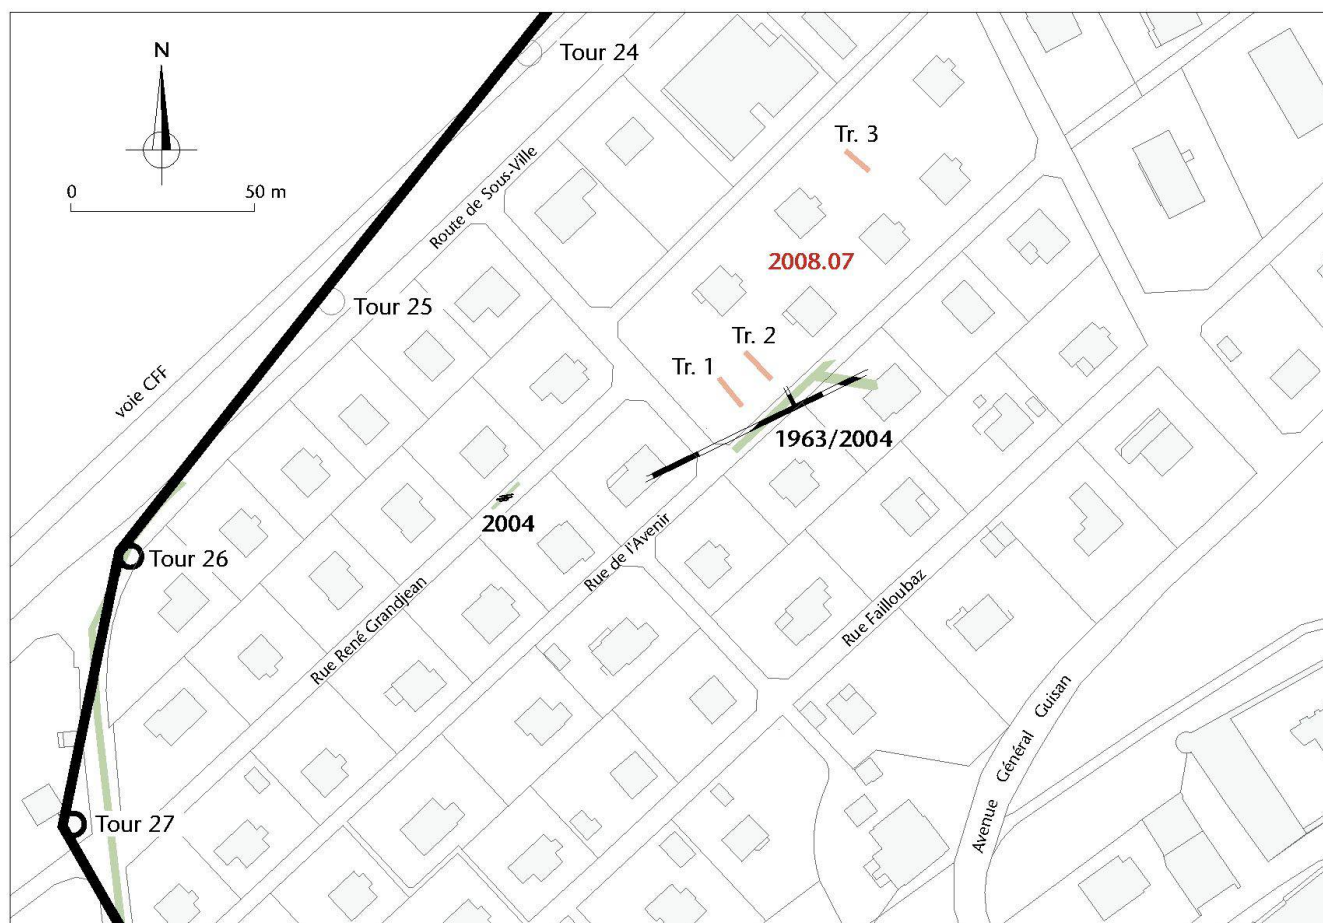 N
Tour 24
0
50 m
Tr. 3
Route de Sous-Ville
2008.07
Tour 25
Tr. 2
Tr. 1
voie CFF
1963/2004
2004
Tour 26
Rue de l'Avenir
Rue Failloubaz
Rue René Grandjean
Avenue Général Guisan
Tour 27